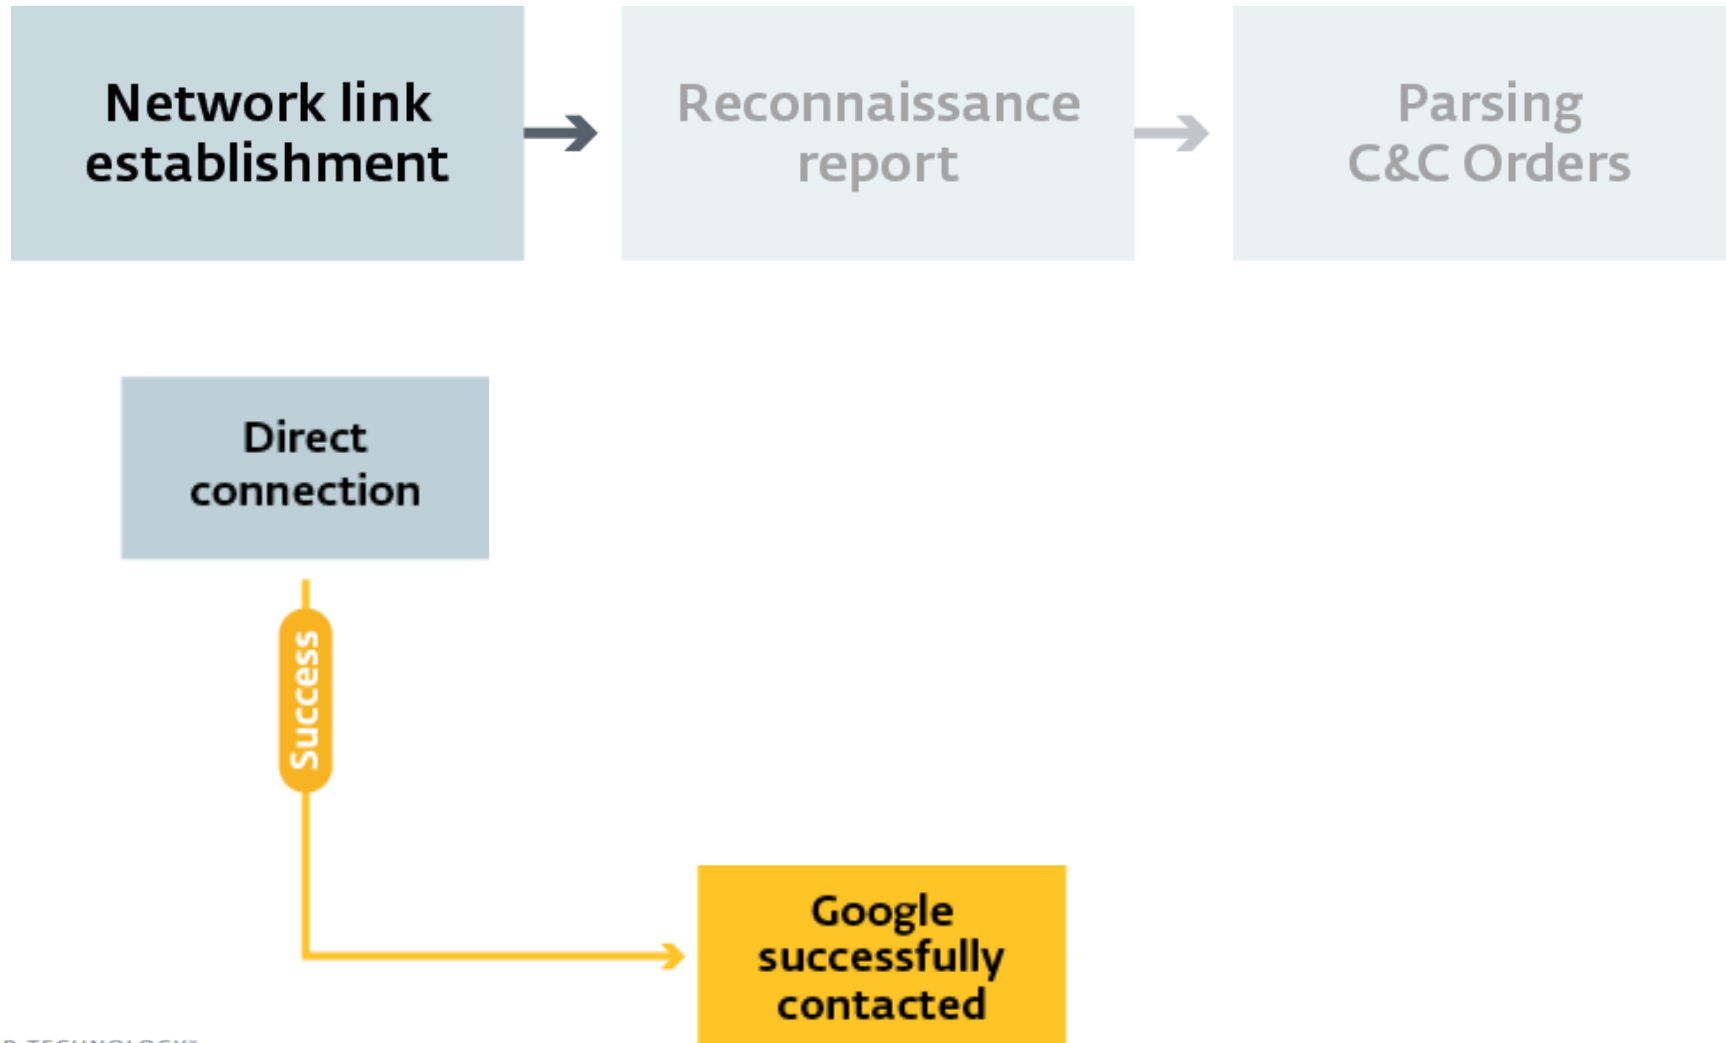 Network link
establishment
Reconnaissance
report
Parsing
C&C Orders
Direct
connection
Success
Google
successfully
contacted